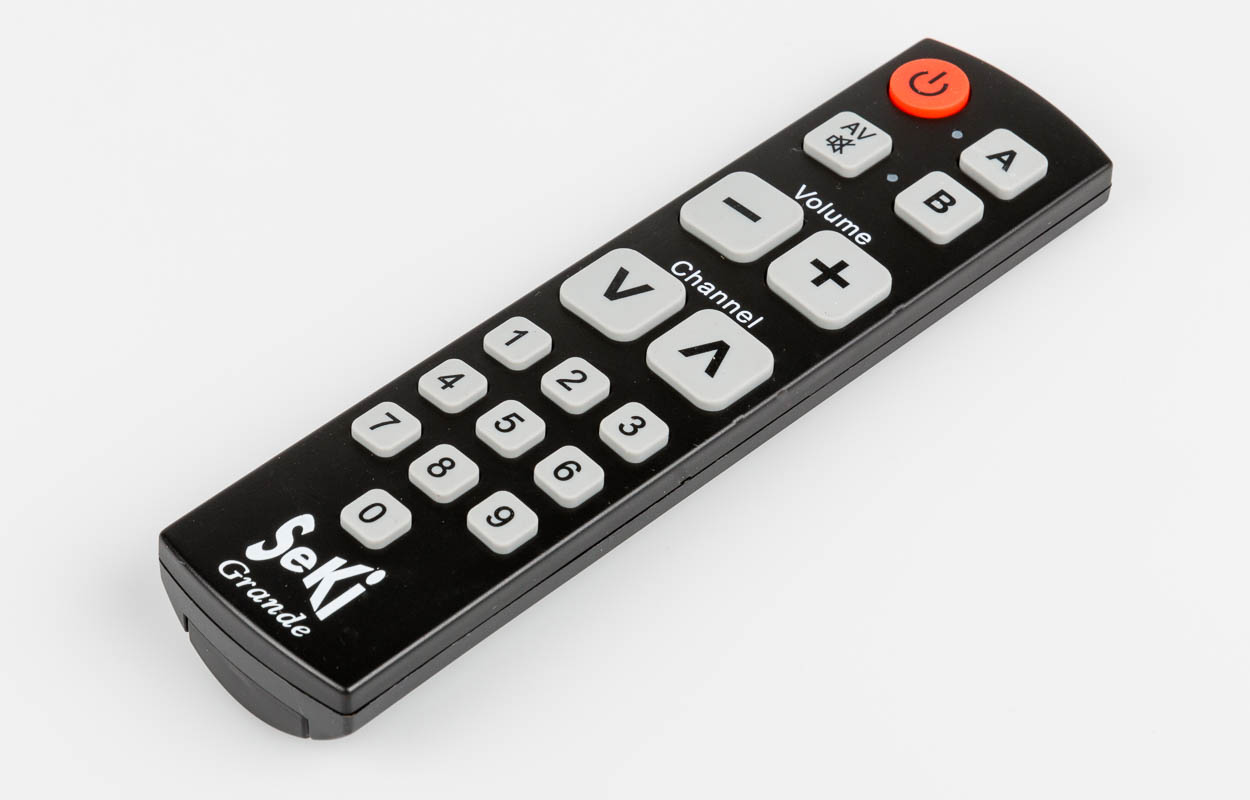 AV
A
B
Volume
− +
Channel
V Λ
1 2 3
4 5 6
7 8 9
0
SeKi
Grande